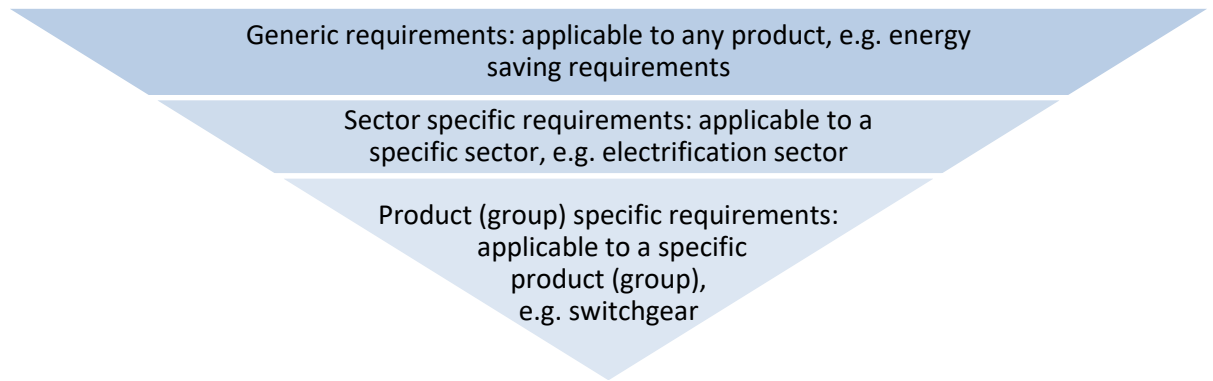 Generic requirements: applicable to any product, e.g. energy
saving requirements
Sector specific requirements: applicable to a
specific sector, e.g. electrification sector
Product (group) specific requirements:
applicable to a specific
product (group),
e.g. switchgear